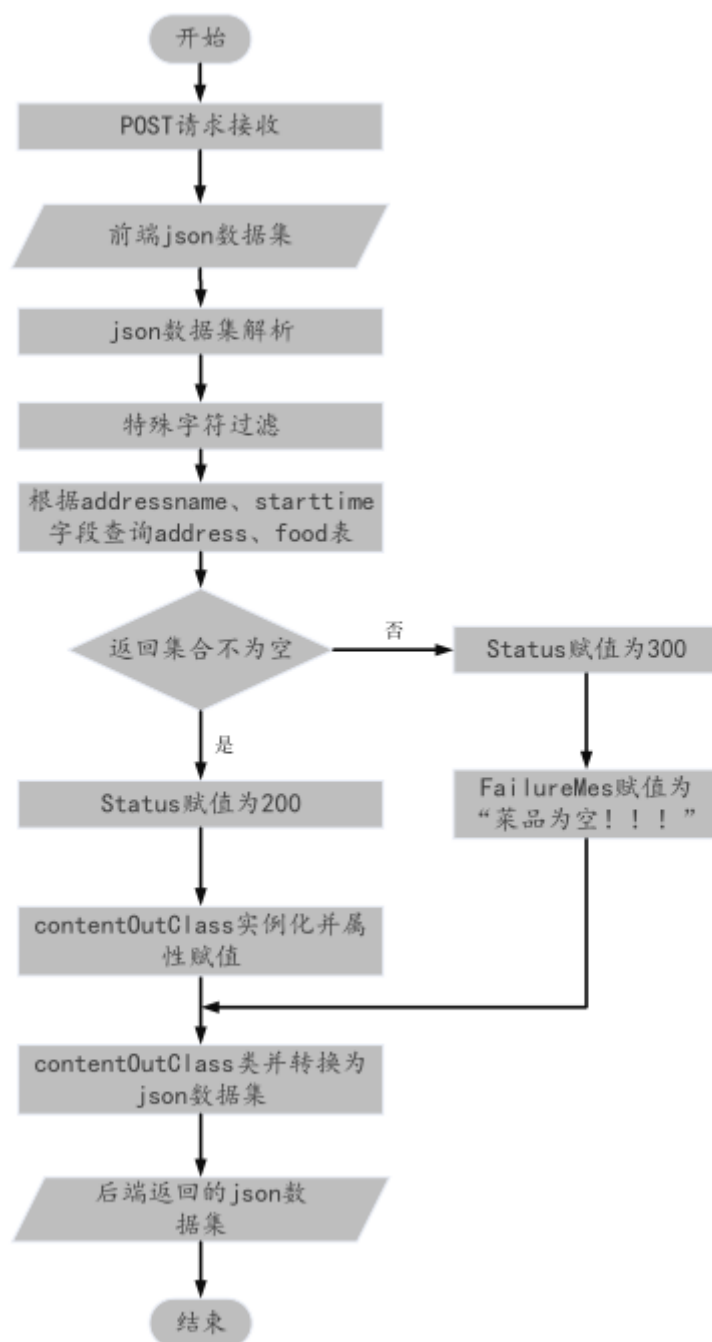 开始
POST请求接收
前端json数据集
json数据集解析
特殊字符过滤
根据addressname、starttime
字段查询address、food表
返回集合不为空
否
Status赋值为300
是
Status赋值为200
FailureMes赋值为
“菜品为空！！！”
contentOutClass实例化并属
性赋值
contentOutClass类并转换为
json数据集
后端返回的json数
据集
结束